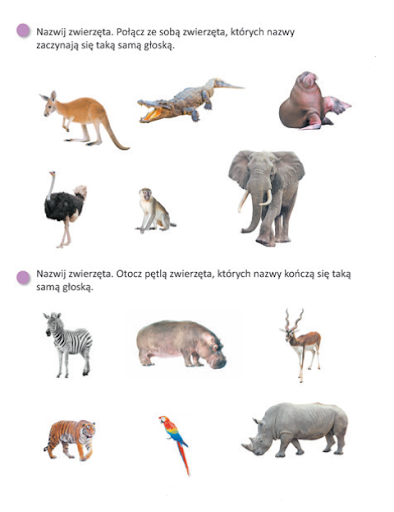 Nazwij zwierzęta. Połącz ze sobą zwierzęta, których nazwy
zaczynają się taką samą głoską.
Nazwij zwierzęta. Otocz pętlą zwierzęta, których nazwy kończą się taką
samą głoską.